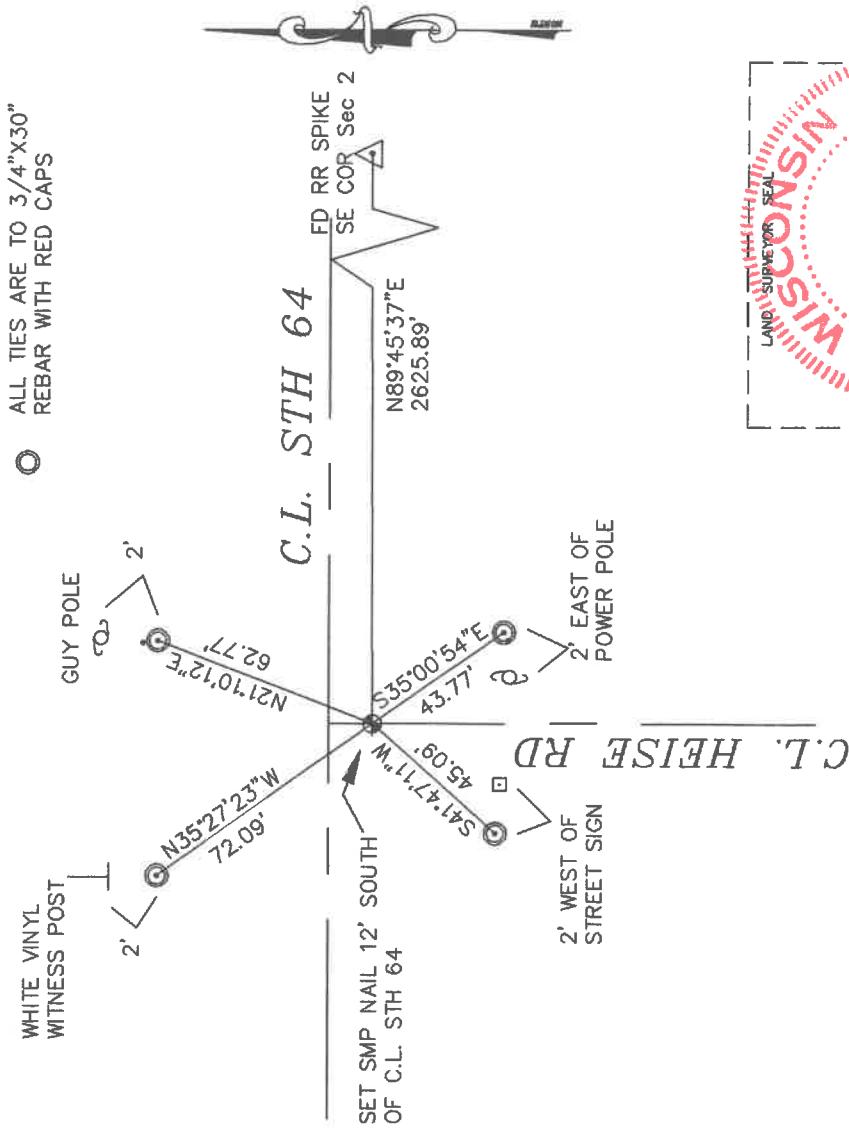 ALL TIES ARE TO 3/4"X30"
REBAR WITH RED CAPS
WHITE VINYL
WITNESS POST
2'
GUY POLE
2'
N35°27'23"W
72.09'
N21°10'12"E
62.77'
C.L. STH 64
FD RR SPIKE
SE COR Sec 2
N89°45'37"E
2625.89'
SET SMP NAIL 12' SOUTH
OF C.L. STH 64
S41°47'11"W
45.09'
S35°00'54"E
43.77'
2' WEST OF
STREET SIGN
2' EAST OF
POWER POLE
C.L. HEISE RD
LAND SURVEYOR SEAL
WISCONSIN